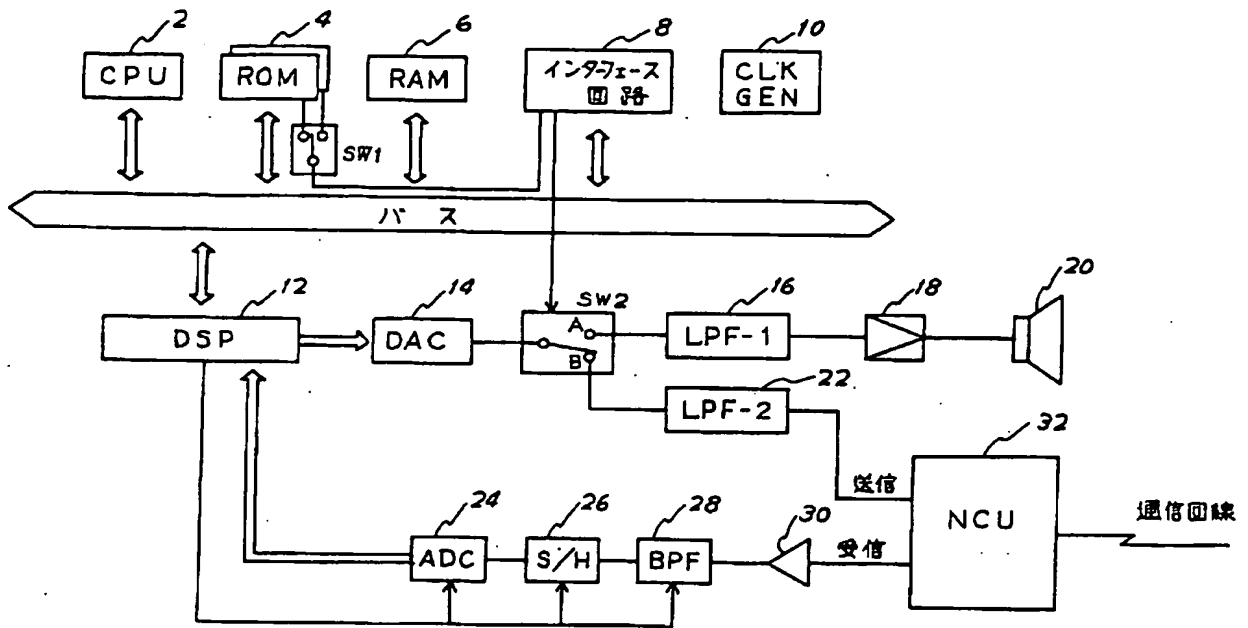 2 4 6 8 10
CPU ROM RAM インターフェース CLK
回路 GEN
SW1
バス
12 14 SW2 16 18 20
DSP DAC A LPF-1
B 22
LPF-2
32
24 26 28 30 送信 NCU 通信回線
ADC S/H BPF 受信